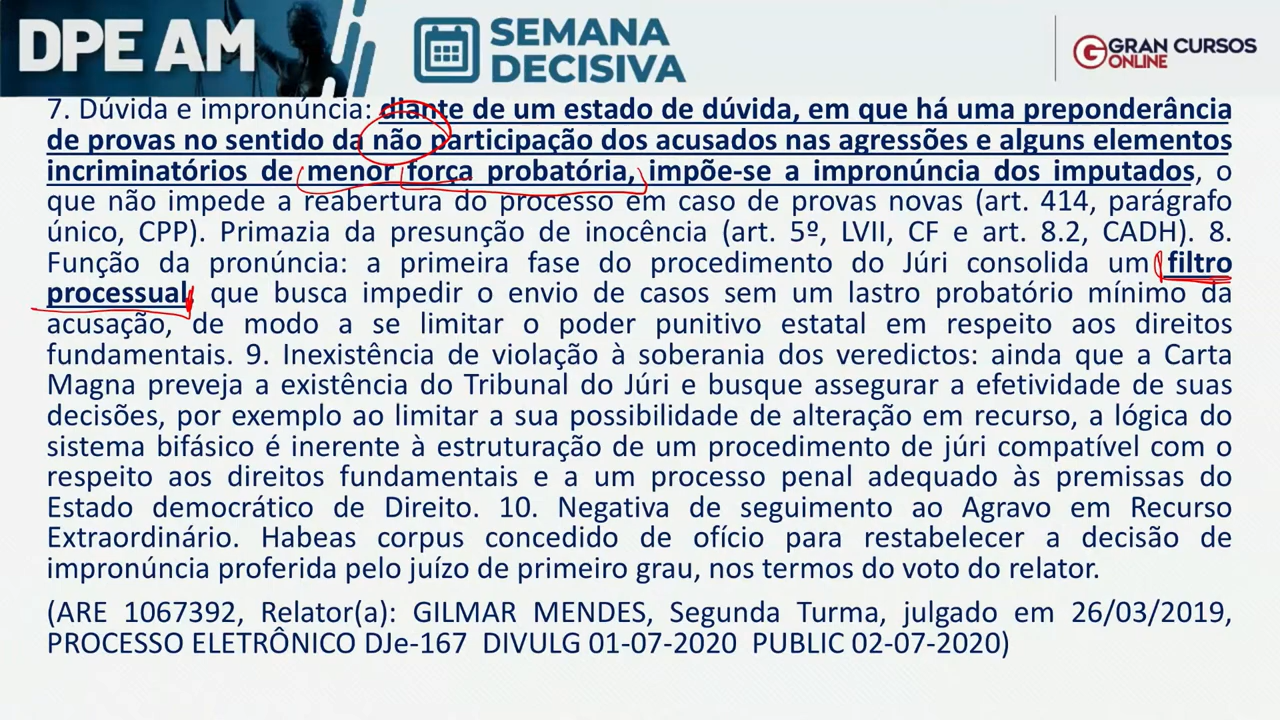 DPE AM
SEMANA
DECISIVA
GRAN CURSOS
ONLINE
7. Dúvida e impronúncia: diante de um estado de dúvida, em que há uma preponderância
de provas no sentido da não participação dos acusados nas agressões e alguns elementos
incriminatórios de menor força probatória, impõe-se a impronúncia dos imputados, o
que não impede a reabertura do processo em caso de provas novas (art. 414, parágrafo
único, CPP). Primazia da presunção de inocência (art. 5º, LVII, CF e art. 8.2, CADH). 8.
Função da pronúncia: a primeira fase do procedimento do Júri consolida um filtro
processual, que busca impedir o envio de casos sem um lastro probatório mínimo da
acusação, de modo a se limitar o poder punitivo estatal em respeito aos direitos
fundamentais. 9. Inexistência de violação à soberania dos veredictos: ainda que a Carta
Magna preveja a existência do Tribunal do Júri e busque assegurar a efetividade de suas
decisões, por exemplo ao limitar a sua possibilidade de alteração em recurso, a lógica do
sistema bifásico é inerente à estruturação de um procedimento de júri compatível com o
respeito aos direitos fundamentais e a um processo penal adequado às premissas do
Estado democrático de Direito. 10. Negativa de seguimento ao Agravo em Recurso
Extraordinário. Habeas corpus concedido de ofício para restabelecer a decisão de
impronúncia proferida pelo juízo de primeiro grau, nos termos do voto do relator.
(ARE 1067392, Relator(a): GILMAR MENDES, Segunda Turma, julgado em 26/03/2019,
PROCESSO ELETRÔNICO DJe-167 DIVULG 01-07-2020 PUBLIC 02-07-2020)